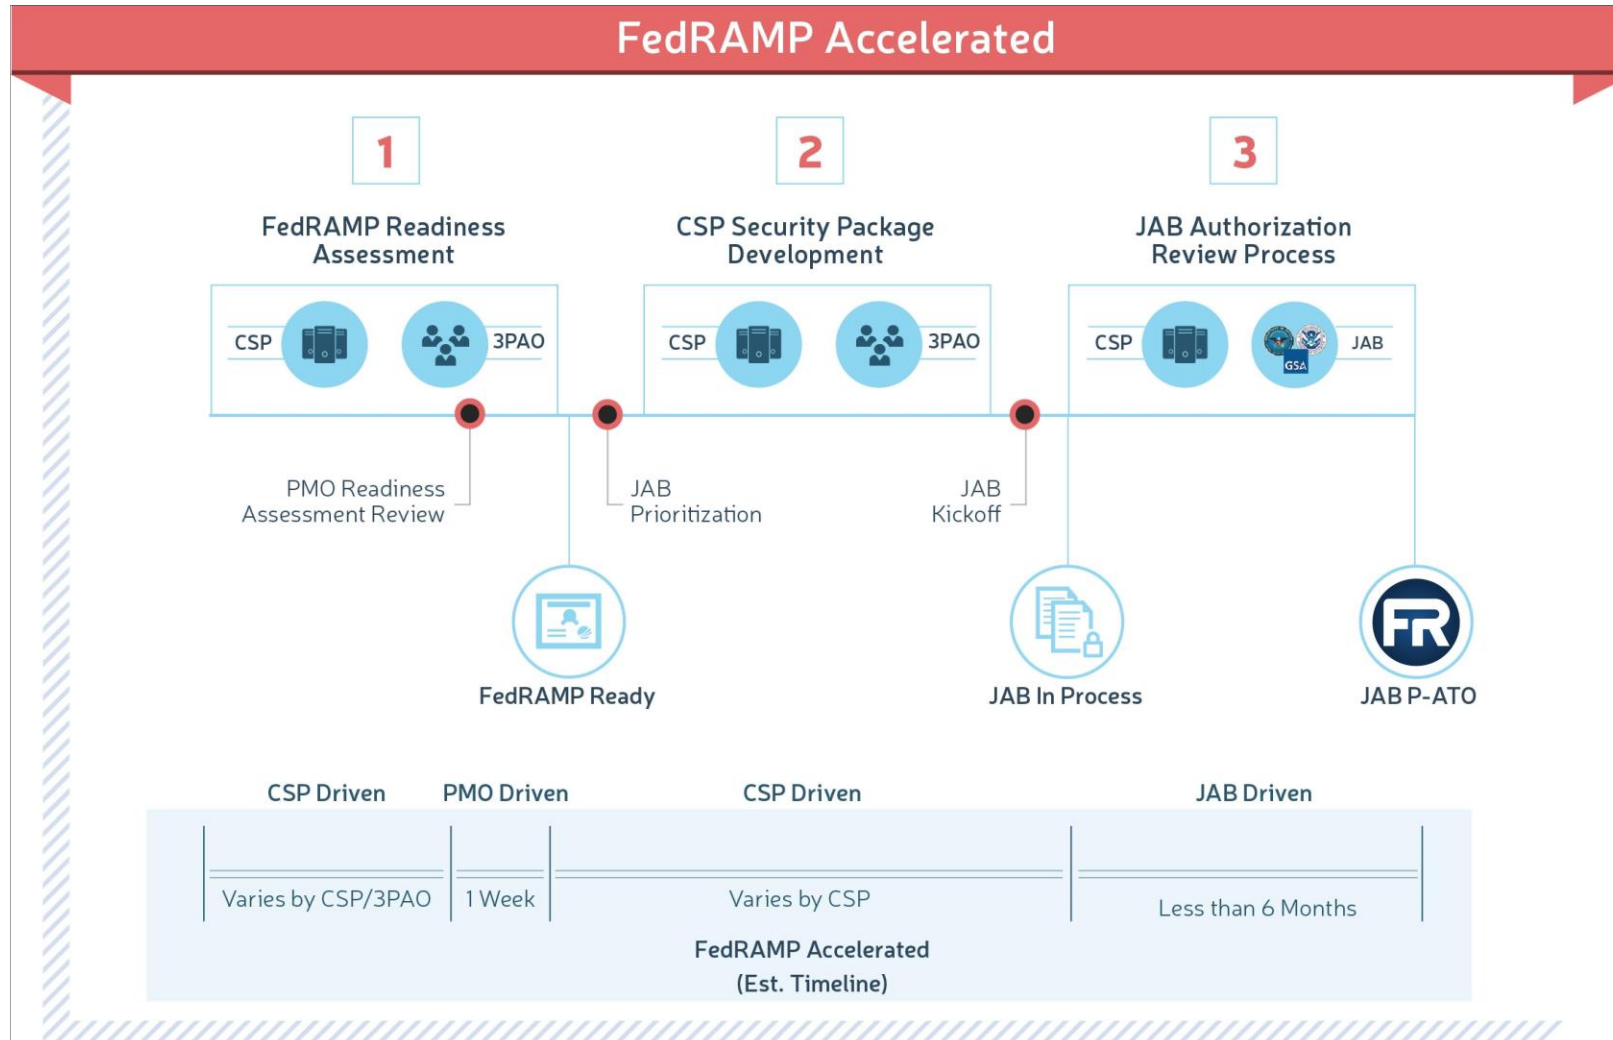 FedRAMP Accelerated
1
2
3
FedRAMP Readiness
Assessment
CSP Security Package
Development
JAB Authorization
Review Process
CSP
3PAO
CSP
3PAO
CSP
GSA
JAB
PMO Readiness
Assessment Review
JAB
Prioritization
JAB
Kickoff
FR
FedRAMP Ready
JAB In Process
JAB P-ATO
CSP Driven
PMO Driven
CSP Driven
JAB Driven
Varies by CSP/3PAO
1 Week
Varies by CSP
Less than 6 Months
FedRAMP Accelerated
(Est. Timeline)